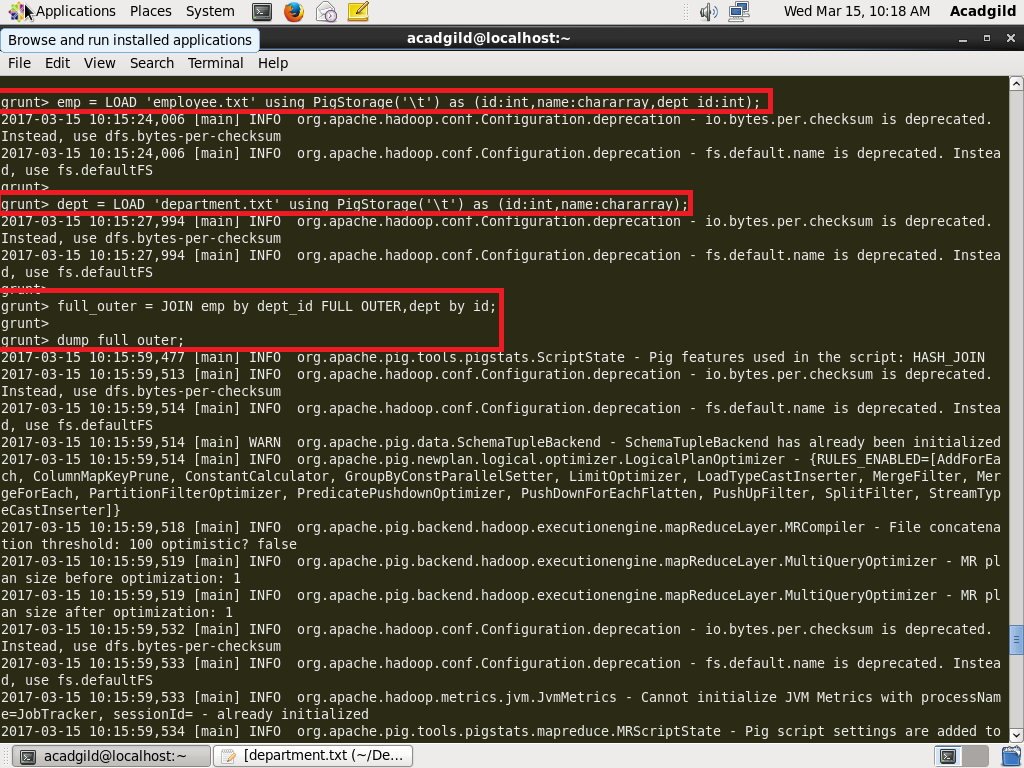 Applications Places System Wed Mar 15, 10:18 AM Acadgild
Browse and run installed applications
acadgild@localhost:~
File Edit View Search Terminal Help
grunt> emp = LOAD 'employee.txt' using PigStorage('\t') as (id:int,name:chararray,dept_id:int);
2017-03-15 10:15:24,006 [main] INFO  org.apache.hadoop.conf.Configuration.deprecation - io.bytes.per.checksum is deprecated.
Instead, use dfs.bytes-per-checksum
2017-03-15 10:15:24,006 [main] INFO  org.apache.hadoop.conf.Configuration.deprecation - fs.default.name is deprecated. Instea
d, use fs.defaultFS
grunt>
grunt> dept = LOAD 'department.txt' using PigStorage('\t') as (id:int,name:chararray);
2017-03-15 10:15:27,994 [main] INFO  org.apache.hadoop.conf.Configuration.deprecation - io.bytes.per.checksum is deprecated.
Instead, use dfs.bytes-per-checksum
2017-03-15 10:15:27,994 [main] INFO  org.apache.hadoop.conf.Configuration.deprecation - fs.default.name is deprecated. Instea
d, use fs.defaultFS
grunt>
grunt> full_outer = JOIN emp by dept_id FULL OUTER,dept by id;
grunt>
grunt> dump full_outer;
2017-03-15 10:15:59,477 [main] INFO  org.apache.pig.tools.pigstats.ScriptState - Pig features used in the script: HASH_JOIN
2017-03-15 10:15:59,513 [main] INFO  org.apache.hadoop.conf.Configuration.deprecation - io.bytes.per.checksum is deprecated.
Instead, use dfs.bytes-per-checksum
2017-03-15 10:15:59,514 [main] INFO  org.apache.hadoop.conf.Configuration.deprecation - fs.default.name is deprecated. Instea
d, use fs.defaultFS
2017-03-15 10:15:59,514 [main] WARN  org.apache.pig.data.SchemaTupleBackend - SchemaTupleBackend has already been initialized
2017-03-15 10:15:59,514 [main] INFO  org.apache.pig.newplan.logical.optimizer.LogicalPlanOptimizer - {RULES_ENABLED=[AddForEa
ch, ColumnMapKeyPrune, ConstantCalculator, GroupByConstParallelSetter, LimitOptimizer, LoadTypeCastInserter, MergeFilter, Mer
geForEach, PartitionFilterOptimizer, PredicatePushdownOptimizer, PushDownForEachFlatten, PushUpFilter, SplitFilter, StreamTyp
eCastInserter]}
2017-03-15 10:15:59,518 [main] INFO  org.apache.pig.backend.hadoop.executionengine.mapReduceLayer.MRCompiler - File concatena
tion threshold: 100 optimistic? false
2017-03-15 10:15:59,519 [main] INFO  org.apache.pig.backend.hadoop.executionengine.mapReduceLayer.MultiQueryOptimizer - MR pl
an size before optimization: 1
2017-03-15 10:15:59,519 [main] INFO  org.apache.pig.backend.hadoop.executionengine.mapReduceLayer.MultiQueryOptimizer - MR pl
an size after optimization: 1
2017-03-15 10:15:59,532 [main] INFO  org.apache.hadoop.conf.Configuration.deprecation - io.bytes.per.checksum is deprecated.
Instead, use dfs.bytes-per-checksum
2017-03-15 10:15:59,533 [main] INFO  org.apache.hadoop.conf.Configuration.deprecation - fs.default.name is deprecated. Instea
d, use fs.defaultFS
2017-03-15 10:15:59,533 [main] INFO  org.apache.hadoop.metrics.jvm.JvmMetrics - Cannot initialize JVM Metrics with processNam
e=JobTracker, sessionId= - already initialized
2017-03-15 10:15:59,534 [main] INFO  org.apache.pig.tools.pigstats.mapreduce.MRScriptState - Pig script settings are added to
acadgild@localhost:~ [department.txt (~/De...